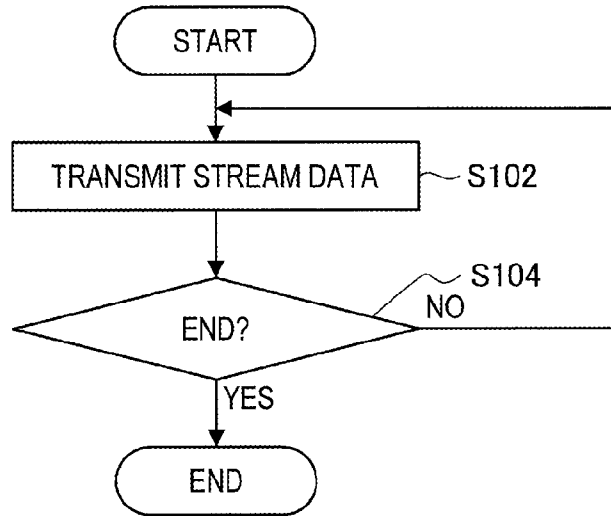 START
TRANSMIT STREAM DATA
S102
S104
END?
NO
YES
END